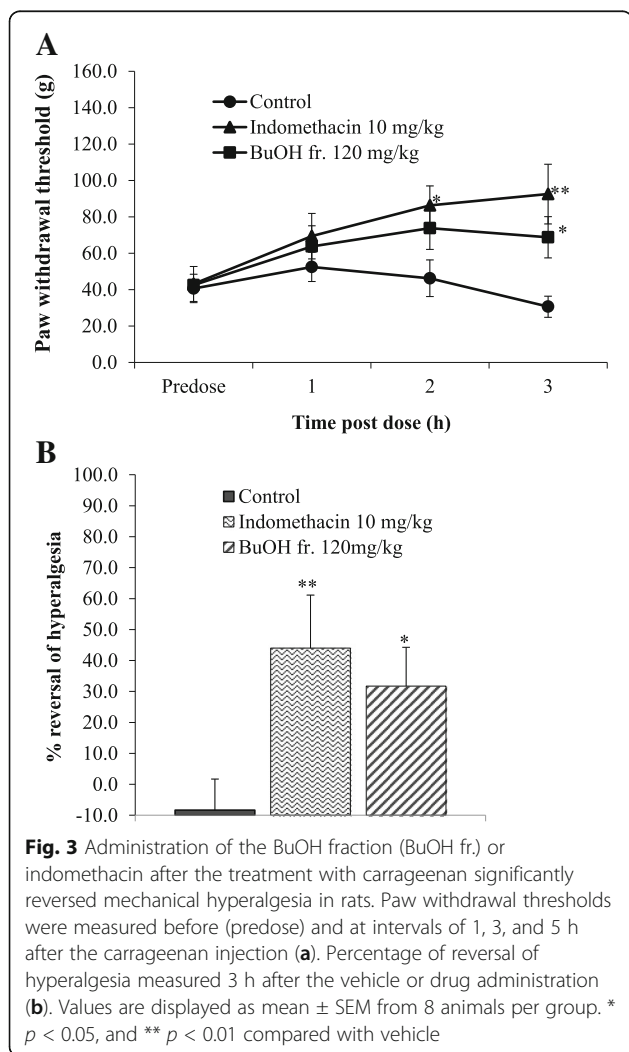 A
160.0
140.0
120.0
100.0
80.0
60.0
40.0
20.0
0.0
Paw withdrawal threshold (g)
Control
Indomethacin 10 mg/kg
BuOH fr. 120 mg/kg
*
**
*
Predose 1 2 3
Time post dose (h)
B
100.0
90.0
80.0
70.0
60.0
50.0
40.0
30.0
20.0
10.0
0.0
-10.0
% reversal of hyperalgesia
Control
Indomethacin 10 mg/kg
BuOH fr. 120mg/kg
**
*
Fig. 3 Administration of the BuOH fraction (BuOH fr.) or
indomethacin after the treatment with carrageenan significantly
reversed mechanical hyperalgesia in rats. Paw withdrawal thresholds
were measured before (predose) and at intervals of 1, 3, and 5 h
after the carrageenan injection (a). Percentage of reversal of
hyperalgesia measured 3 h after the vehicle or drug administration
(b). Values are displayed as mean ± SEM from 8 animals per group. *
p < 0.05, and ** p < 0.01 compared with vehicle